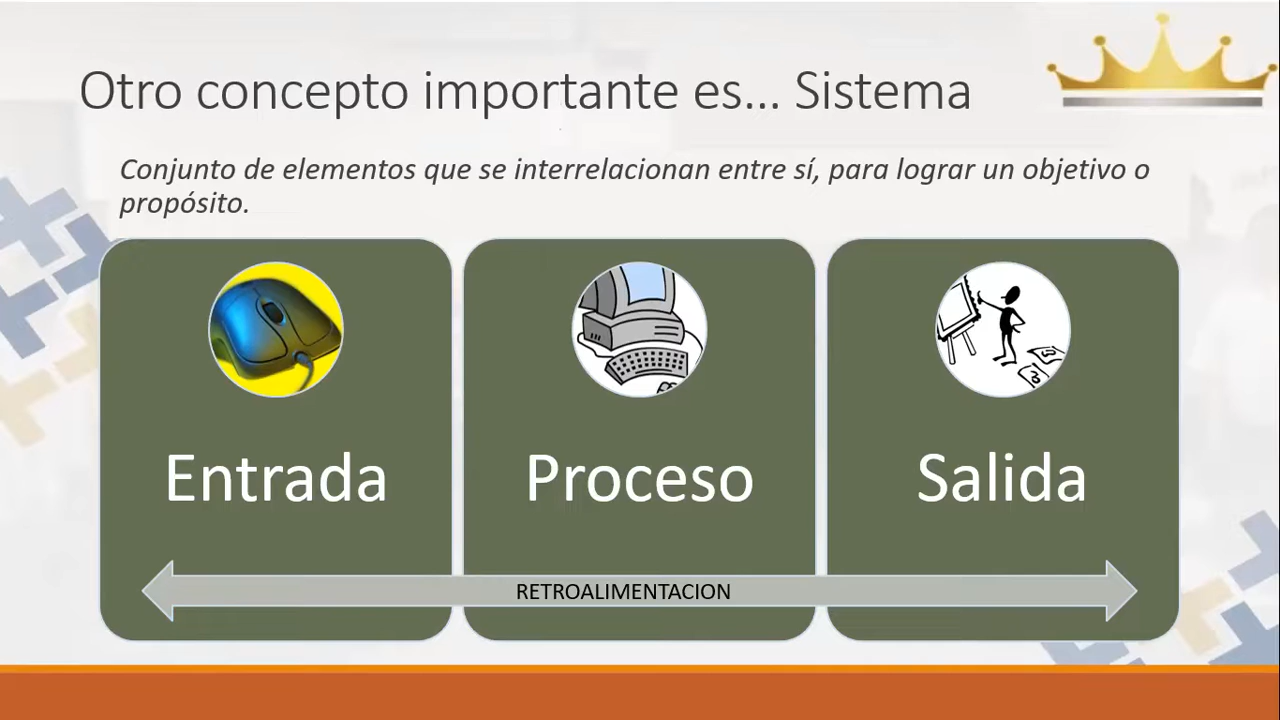 Otro concepto importante es... Sistema
Conjunto de elementos que se interrelacionan entre sí, para lograr un objetivo o
propósito.
Entrada
Proceso
Salida
RETROALIMENTACION